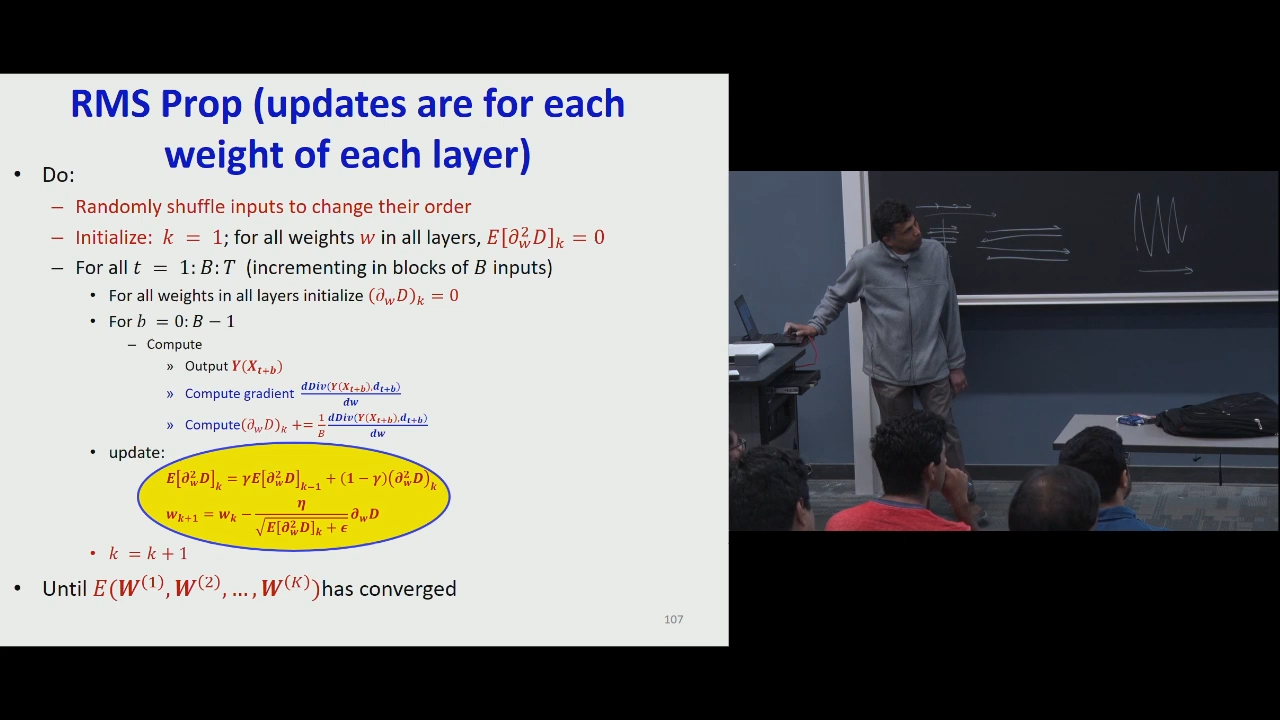 RMS Prop (updates are for each
weight of each layer)
• Do:
– Randomly shuffle inputs to change their order
– Initialize: k = 1; for all weights w in all layers, E[∂²_w D]_k = 0
– For all t = 1:B:T (incrementing in blocks of B inputs)
• For all weights in all layers initialize (∂_w D)_k = 0
• For b = 0:B − 1
– Compute
» Output Y(X_{t+b})
» Compute gradient dDiv(Y(X_{t+b}),d_{t+b})/dw
» Compute (∂_w D)_k += 1/B dDiv(Y(X_{t+b}),d_{t+b})/dw
• update:
E[∂²_w D]_k = γE[∂²_w D]_{k−1} + (1 − γ)(∂²_w D)_k
w_{k+1} = w_k − η/√(E[∂²_w D]_k + ϵ) ∂_w D
• k = k + 1
• Until E(W^(1), W^(2), …, W^(K)) has converged
107